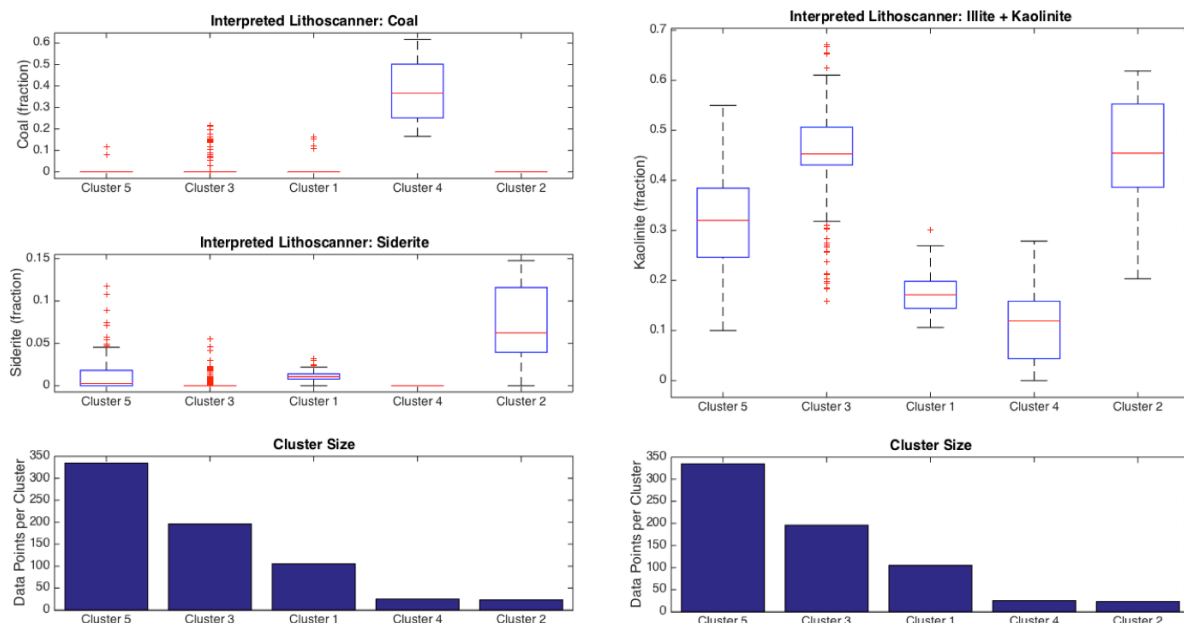 Interpreted Lithoscanner: Coal
Coal (fraction)
0.6
0.5
0.4
0.3
0.2
0.1
0
Cluster 5 Cluster 3 Cluster 1 Cluster 4 Cluster 2
Interpreted Lithoscanner: Siderite
Siderite (fraction)
0.15
0.1
0.05
0
Cluster 5 Cluster 3 Cluster 1 Cluster 4 Cluster 2
Cluster Size
Data Points per Cluster
350
300
250
200
150
100
50
0
Cluster 5 Cluster 3 Cluster 1 Cluster 4 Cluster 2
Interpreted Lithoscanner: Illite + Kaolinite
Kaolinite (fraction)
0.7
0.6
0.5
0.4
0.3
0.2
0.1
0
Cluster 5 Cluster 3 Cluster 1 Cluster 4 Cluster 2
Cluster Size
Data Points per Cluster
350
300
250
200
150
100
50
0
Cluster 5 Cluster 3 Cluster 1 Cluster 4 Cluster 2